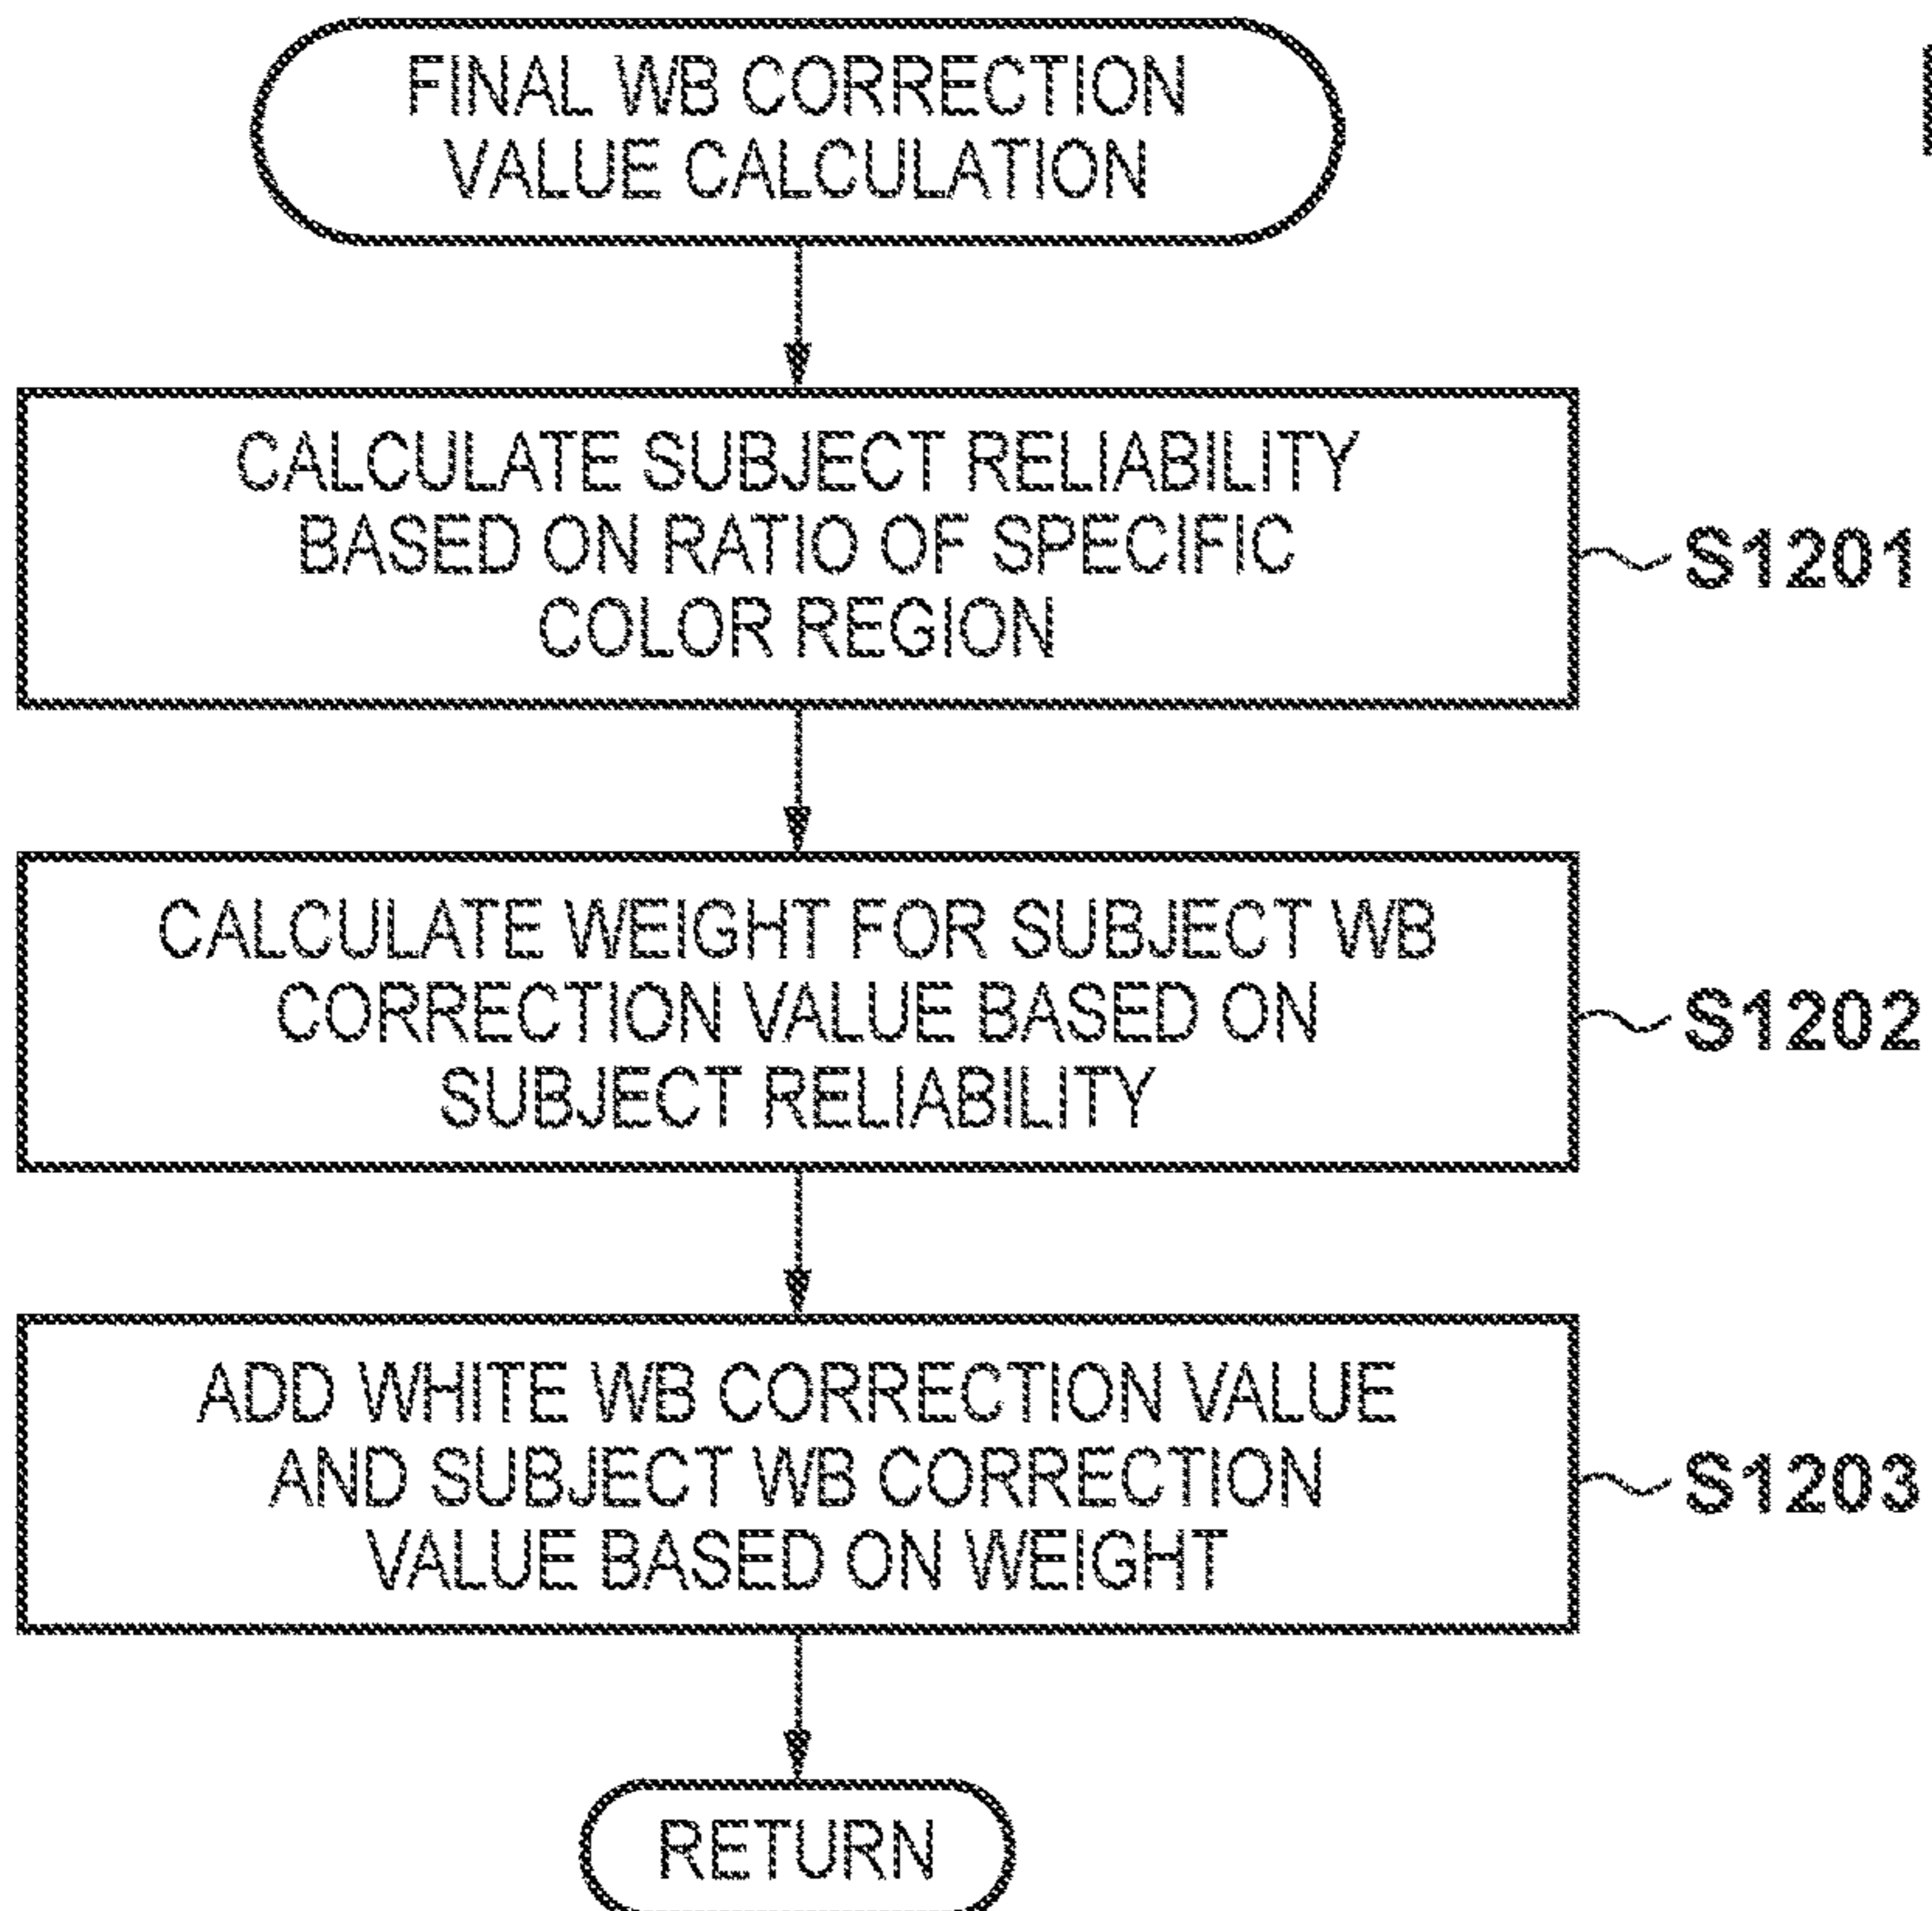 FINAL WB CORRECTION
VALUE CALCULATION
CALCULATE SUBJECT RELIABILITY
BASED ON RATIO OF SPECIFIC
COLOR REGION
S1201
CALCULATE WEIGHT FOR SUBJECT WB
CORRECTION VALUE BASED ON
SUBJECT RELIABILITY
S1202
ADD WHITE WB CORRECTION VALUE
AND SUBJECT WB CORRECTION
VALUE BASED ON WEIGHT
S1203
RETURN